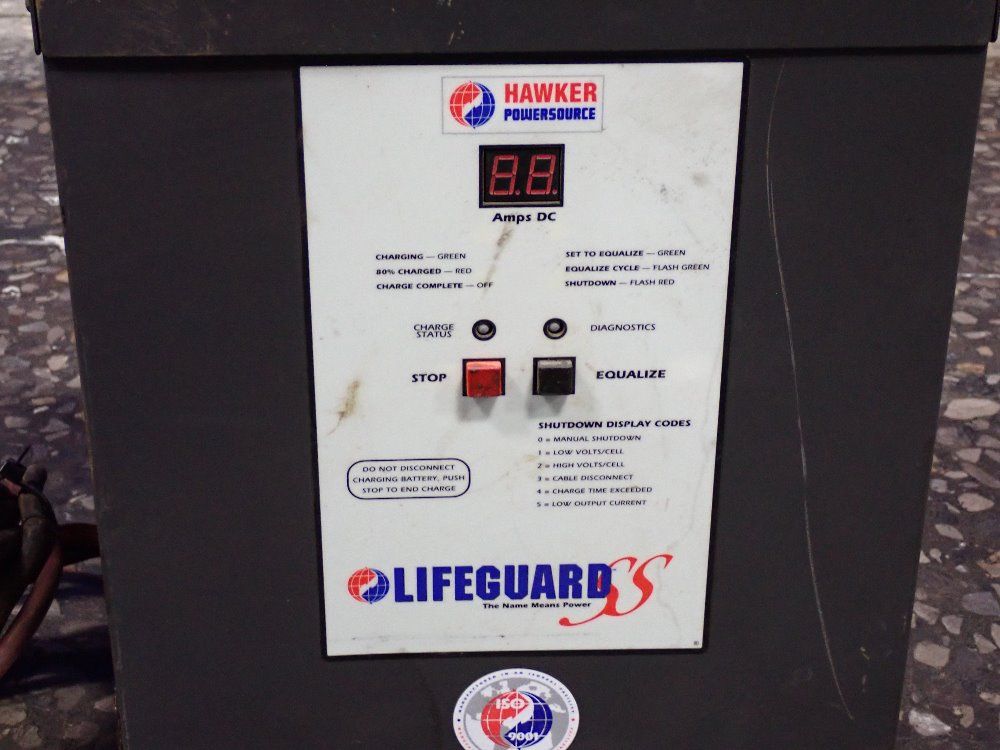 HAWKER
POWERSOURCE
8.8.
Amps DC
CHARGING — GREEN
80% CHARGED — RED
CHARGE COMPLETE — OFF
SET TO EQUALIZE — GREEN
EQUALIZE CYCLE — FLASH GREEN
SHUTDOWN — FLASH RED
CHARGE
STATUS
DIAGNOSTICS
STOP
EQUALIZE
SHUTDOWN DISPLAY CODES
0 = MANUAL SHUTDOWN
1 = LOW VOLTS/CELL
2 = HIGH VOLTS/CELL
3 = CABLE DISCONNECT
4 = CHARGE TIME EXCEEDED
5 = LOW OUTPUT CURRENT
DO NOT DISCONNECT
CHARGING BATTERY, PUSH
STOP TO END CHARGE
LIFEGUARD SS
The Name Means Power
MANUFACTURED IN AN
ISO
9001